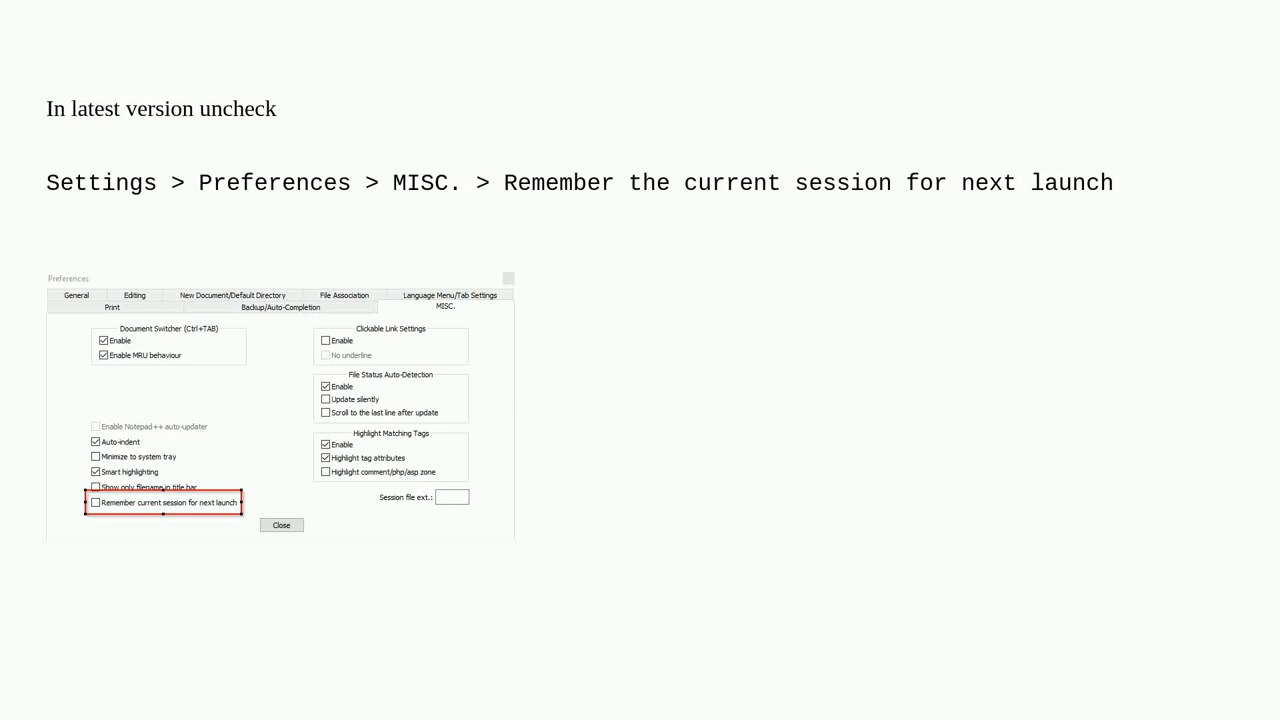 In latest version uncheck
Settings > Preferences > MISC. > Remember the current session for next launch
Preferences
General Editing New Document/Default Directory File Association Language Menu/Tab Settings
Print Backup/Auto-Completion MISC.
Document Switcher (Ctrl+TAB)
Enable
Enable MRU behaviour
Clickable Link Settings
Enable
No underline
File Status Auto-Detection
Enable
Update silently
Scroll to the last line after update
Enable Notepad++ auto-updater
Auto-indent
Minimize to system tray
Smart highlighting
Show only filename in title bar
Remember current session for next launch
Highlight Matching Tags
Enable
Highlight tag attributes
Highlight comment/php/asp zone
Session file ext.:
Close